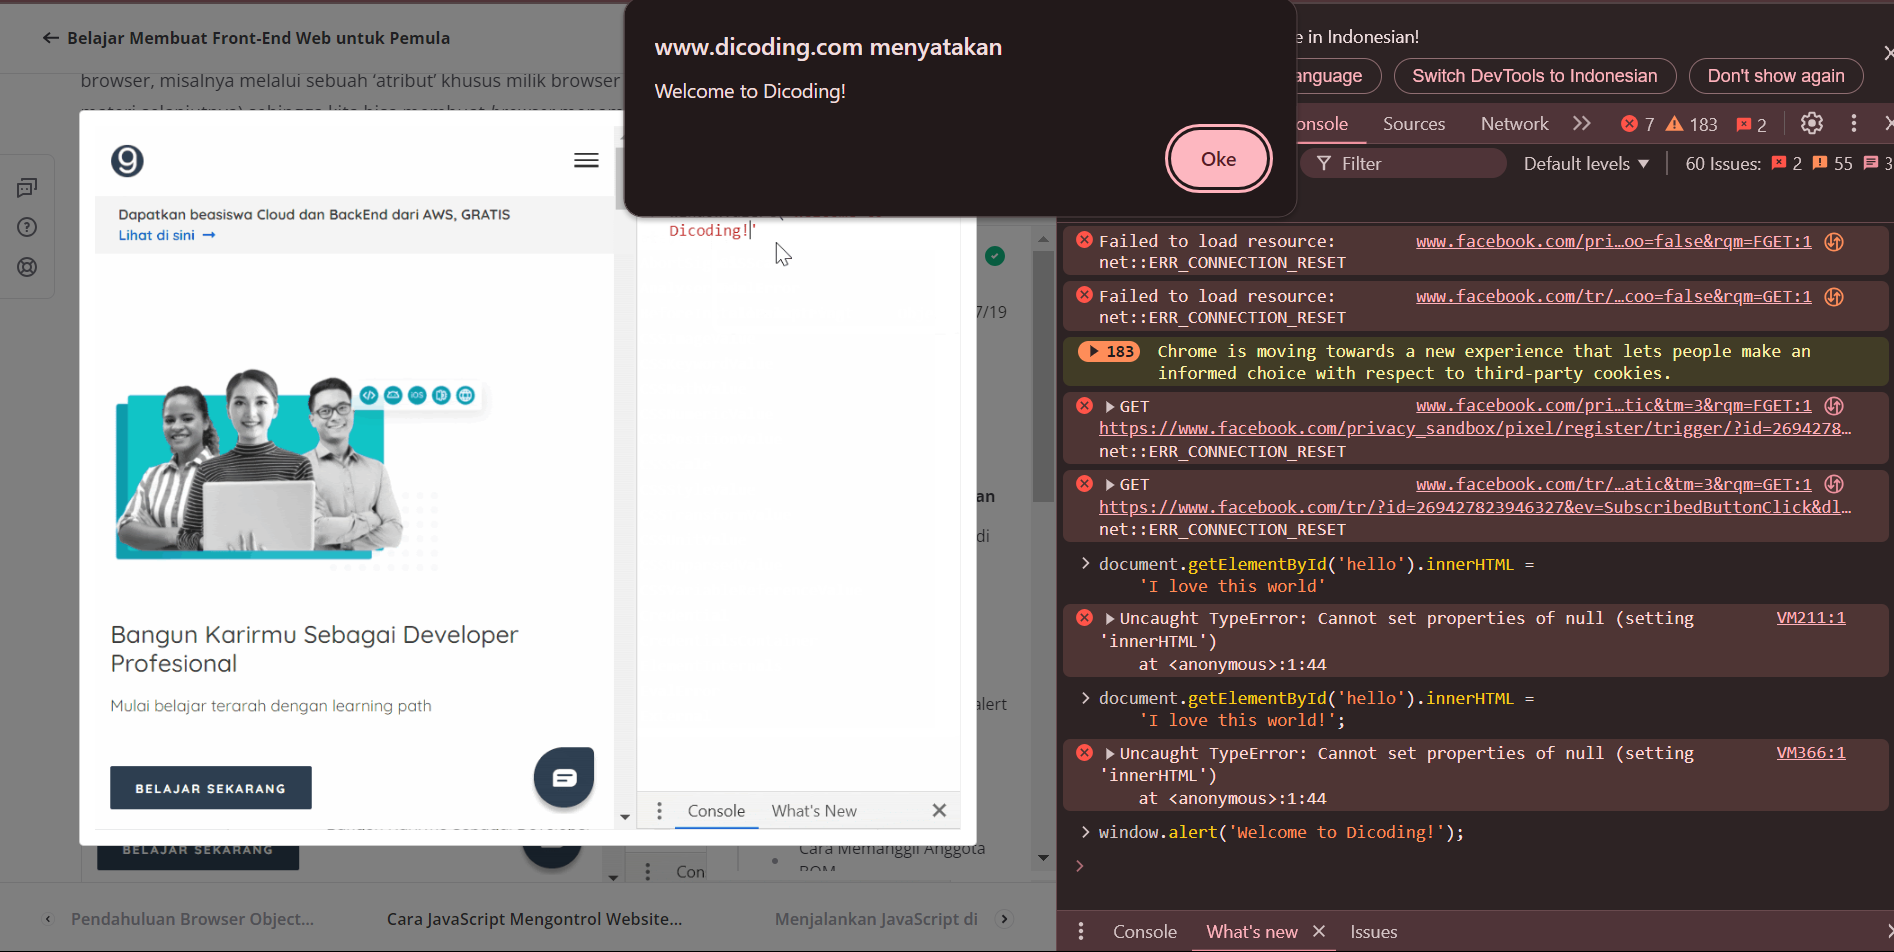 Belajar Membuat Front-End Web untuk Pemula
browser, misalnya melalui sebuah ‘atribut’ khusus milik browser
www.dicoding.com menyatakan
Welcome to Dicoding!
Oke
Dapatkan beasiswa Cloud dan BackEnd dari AWS, GRATIS
Lihat di sini →
Dicoding!'
7/19
an
di
alert
iOS
Bangun Karirmu Sebagai Developer
Profesional
Mulai belajar terarah dengan learning path
BELAJAR SEKARANG
Console What's New
BELAJAR SEKARANG
Cara Memanggil Anggota
BOM
Con
Pendahuluan Browser Object...
Cara JavaScript Mengontrol Website...
Menjalankan JavaScript di
e in Indonesian!
anguage
Switch DevTools to Indonesian
Don't show again
onsole Sources Network 7 183 2
Filter
Default levels ▼
60 Issues: 2 55 3
Failed to load resource: www.facebook.com/pri…oo=false&rqm=FGET:1
net::ERR_CONNECTION_RESET
Failed to load resource: www.facebook.com/tr/…coo=false&rqm=GET:1
net::ERR_CONNECTION_RESET
183 Chrome is moving towards a new experience that lets people make an
informed choice with respect to third-party cookies.
GET www.facebook.com/pri…tic&tm=3&rqm=FGET:1
https://www.facebook.com/privacy_sandbox/pixel/register/trigger/?id=2694278…
net::ERR_CONNECTION_RESET
GET www.facebook.com/tr/…atic&tm=3&rqm=GET:1
https://www.facebook.com/tr/?id=269427823946327&ev=SubscribedButtonClick&dl…
net::ERR_CONNECTION_RESET
> document.getElementById('hello').innerHTML =
'I love this world'
Uncaught TypeError: Cannot set properties of null (setting VM211:1
'innerHTML')
at <anonymous>:1:44
> document.getElementById('hello').innerHTML =
'I love this world!';
Uncaught TypeError: Cannot set properties of null (setting VM366:1
'innerHTML')
at <anonymous>:1:44
> window.alert('Welcome to Dicoding!');
>
Console What's new Issues